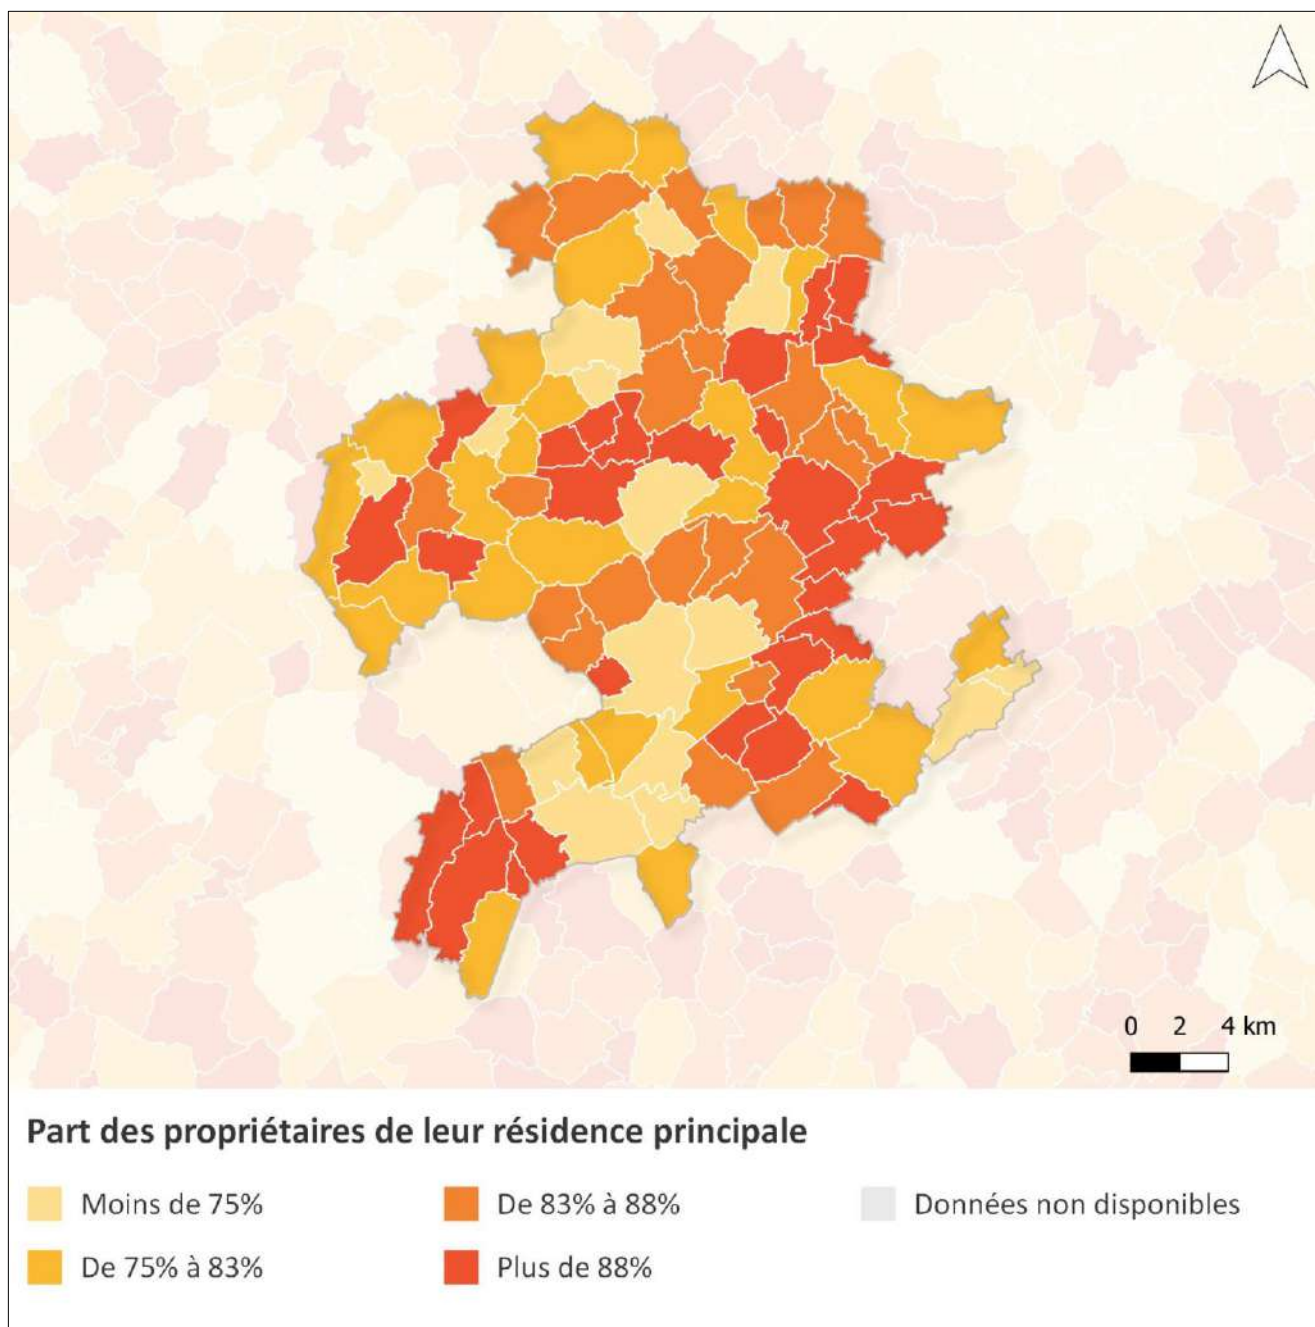 0 2 4 km
Part des propriétaires de leur résidence principale
Moins de 75% De 83% à 88% Données non disponibles
De 75% à 83% Plus de 88%